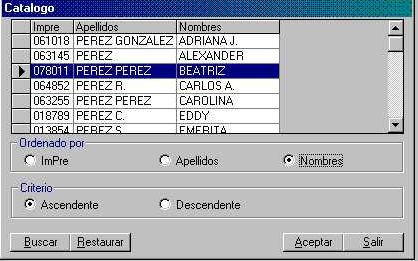 Catalogo
Impre Apellidos Nombres
061018 PEREZ GONZALEZ ADRIANA J.
063145 PEREZ ALEXANDER
078011 PEREZ PEREZ BEATRIZ
064852 PEREZ R. CARLOS A.
063255 PEREZ PEREZ CAROLINA
018789 PEREZ C. EDDY
013854 PEREZ S. EMERITA
Ordenado por
ImPre Apellidos Nombres
Criterio
Ascendente Descendente
Buscar Restaurar Aceptar Salir